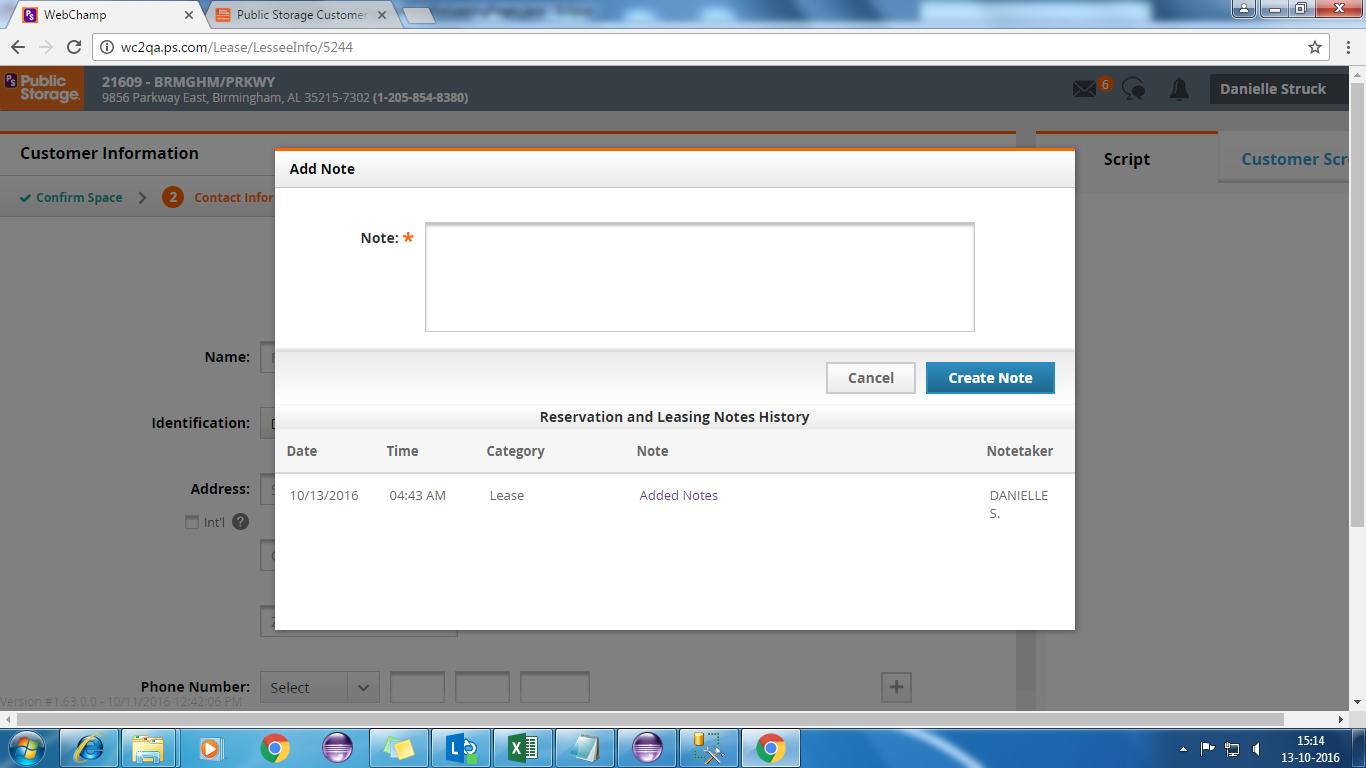 WebChamp
Public Storage Customer
wc2qa.ps.com/Lease/LesseeInfo/5244
PS Public Storage.
21609 - BRMGHM/PRKWY
9856 Parkway East, Birmingham, AL 35215-7302 (1-205-854-8380)
6
Danielle Struck
Customer Information
Script
Customer Scr
Confirm Space
2 Contact Infor
Add Note
Note: *
Cancel
Create Note
Reservation and Leasing Notes History
Date Time Category Note Notetaker
10/13/2016 04:43 AM Lease Added Notes DANIELLE
S.
Name:
Identification:
Address:
Int'l ?
Phone Number: Select +
Version #1.63.0.0 - 10/11/2016 12:42:06 PM
15:14
13-10-2016